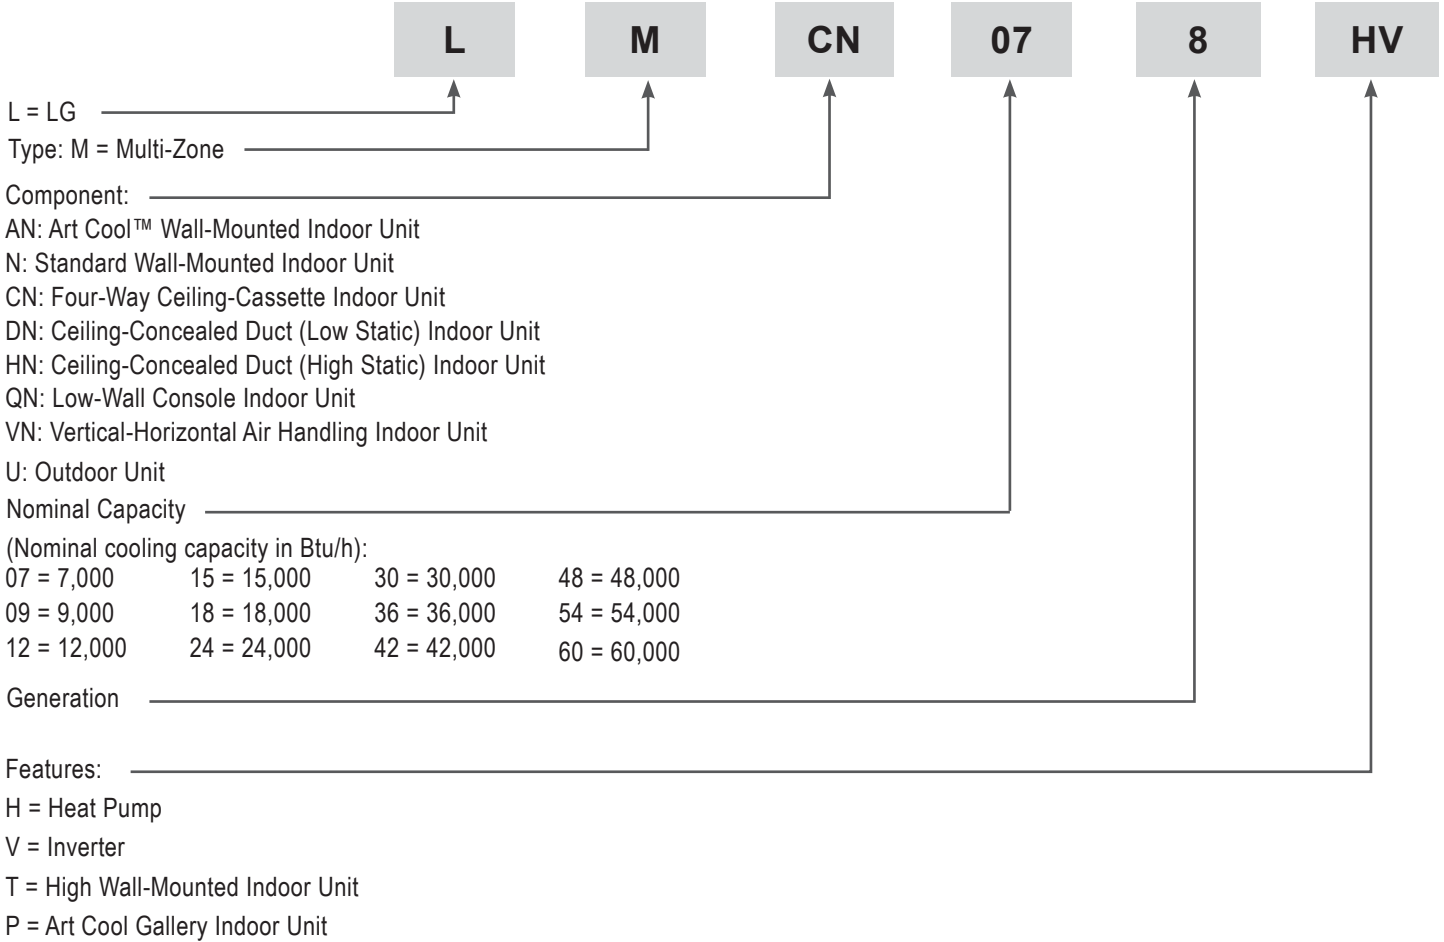 L M CN 07 8 HV
L = LG
Type: M = Multi-Zone
Component:
AN: Art Cool™ Wall-Mounted Indoor Unit
N: Standard Wall-Mounted Indoor Unit
CN: Four-Way Ceiling-Cassette Indoor Unit
DN: Ceiling-Concealed Duct (Low Static) Indoor Unit
HN: Ceiling-Concealed Duct (High Static) Indoor Unit
QN: Low-Wall Console Indoor Unit
VN: Vertical-Horizontal Air Handling Indoor Unit
U: Outdoor Unit
Nominal Capacity
(Nominal cooling capacity in Btu/h):
07 = 7,000 15 = 15,000 30 = 30,000 48 = 48,000
09 = 9,000 18 = 18,000 36 = 36,000 54 = 54,000
12 = 12,000 24 = 24,000 42 = 42,000 60 = 60,000
Generation
Features:
H = Heat Pump
V = Inverter
T = High Wall-Mounted Indoor Unit
P = Art Cool Gallery Indoor Unit